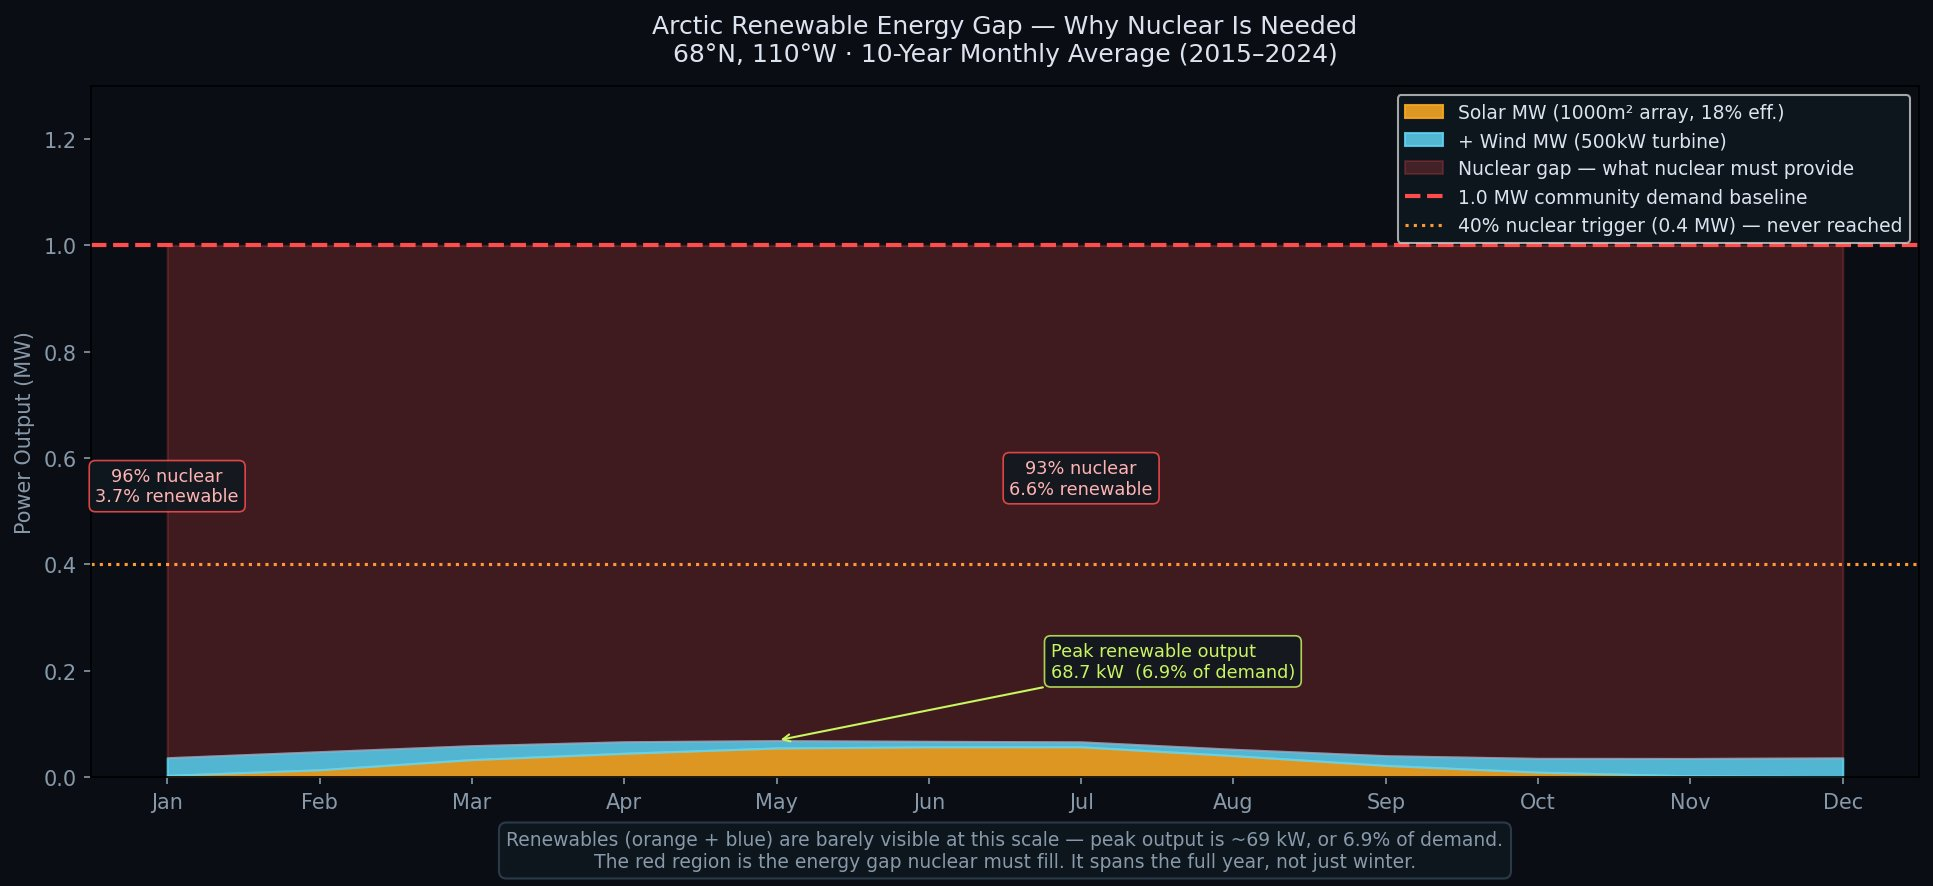 Arctic Renewable Energy Gap — Why Nuclear Is Needed
68°N, 110°W · 10-Year Monthly Average (2015–2024)
Solar MW (1000m² array, 18% eff.)
+ Wind MW (500kW turbine)
Nuclear gap — what nuclear must provide
1.0 MW community demand baseline
40% nuclear trigger (0.4 MW) — never reached
Power Output (MW)
1.2
1.0
0.8
0.6
0.4
0.2
0.0
96% nuclear
3.7% renewable
93% nuclear
6.6% renewable
Peak renewable output
68.7 kW (6.9% of demand)
Jan
Feb
Mar
Apr
May
Jun
Jul
Aug
Sep
Oct
Nov
Dec
Renewables (orange + blue) are barely visible at this scale — peak output is ~69 kW, or 6.9% of demand.
The red region is the energy gap nuclear must fill. It spans the full year, not just winter.